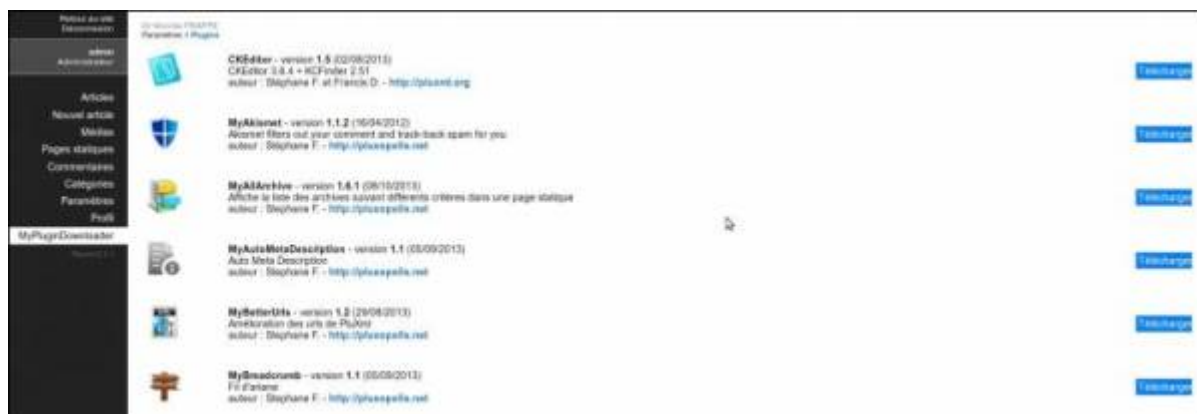 Retour au site
Déconnexion
admin
Administrateur
Articles
Nouvel article
Médias
Pages statiques
Commentaires
Catégories
Paramètres
Profil
MyPluginDownloader
Paramètres / Plugins
CKEditor - version 1.5 (02/08/2013)
CKEditor 3.6.4 + KCFinder 2.51
auteur : Stéphane F. et Francis D. - http://pluxml.org
Télécharger
MyAkismet - version 1.1.2 (16/04/2012)
Akismet filters out your comment and track-back spam for you
auteur : Stéphane F. - http://pluxopolis.net
Télécharger
MyAllArchive - version 1.6.1 (08/10/2013)
Affiche la liste des archives suivant différents critères dans une page statique
auteur : Stéphane F. - http://pluxopolis.net
Télécharger
MyAutoMetaDescription - version 1.1 (05/09/2013)
Auto Meta Description
auteur : Stéphane F. - http://pluxopolis.net
Télécharger
MyBetterUrls - version 1.2 (29/08/2013)
Amélioration des urls de PluXml
auteur : Stéphane F. - http://pluxopolis.net
Télécharger
MyBreadcrumb - version 1.1 (05/09/2013)
Fil d'ariane
auteur : Stéphane F. - http://pluxopolis.net
Télécharger